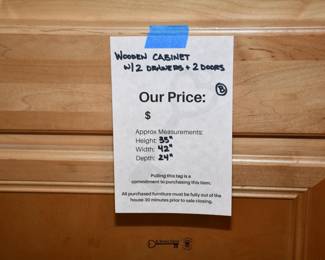 WOODEN CABINET
W/2 DRAWERS + 2 DOORS
B
Our Price:
$
Approx Measurements:
Height: 35"
Width: 42"
Depth: 24"
Pulling this tag is a
commitment to purchasing this item.
All purchased furniture must be fully out of the
house 30 minutes prior to sale closing.